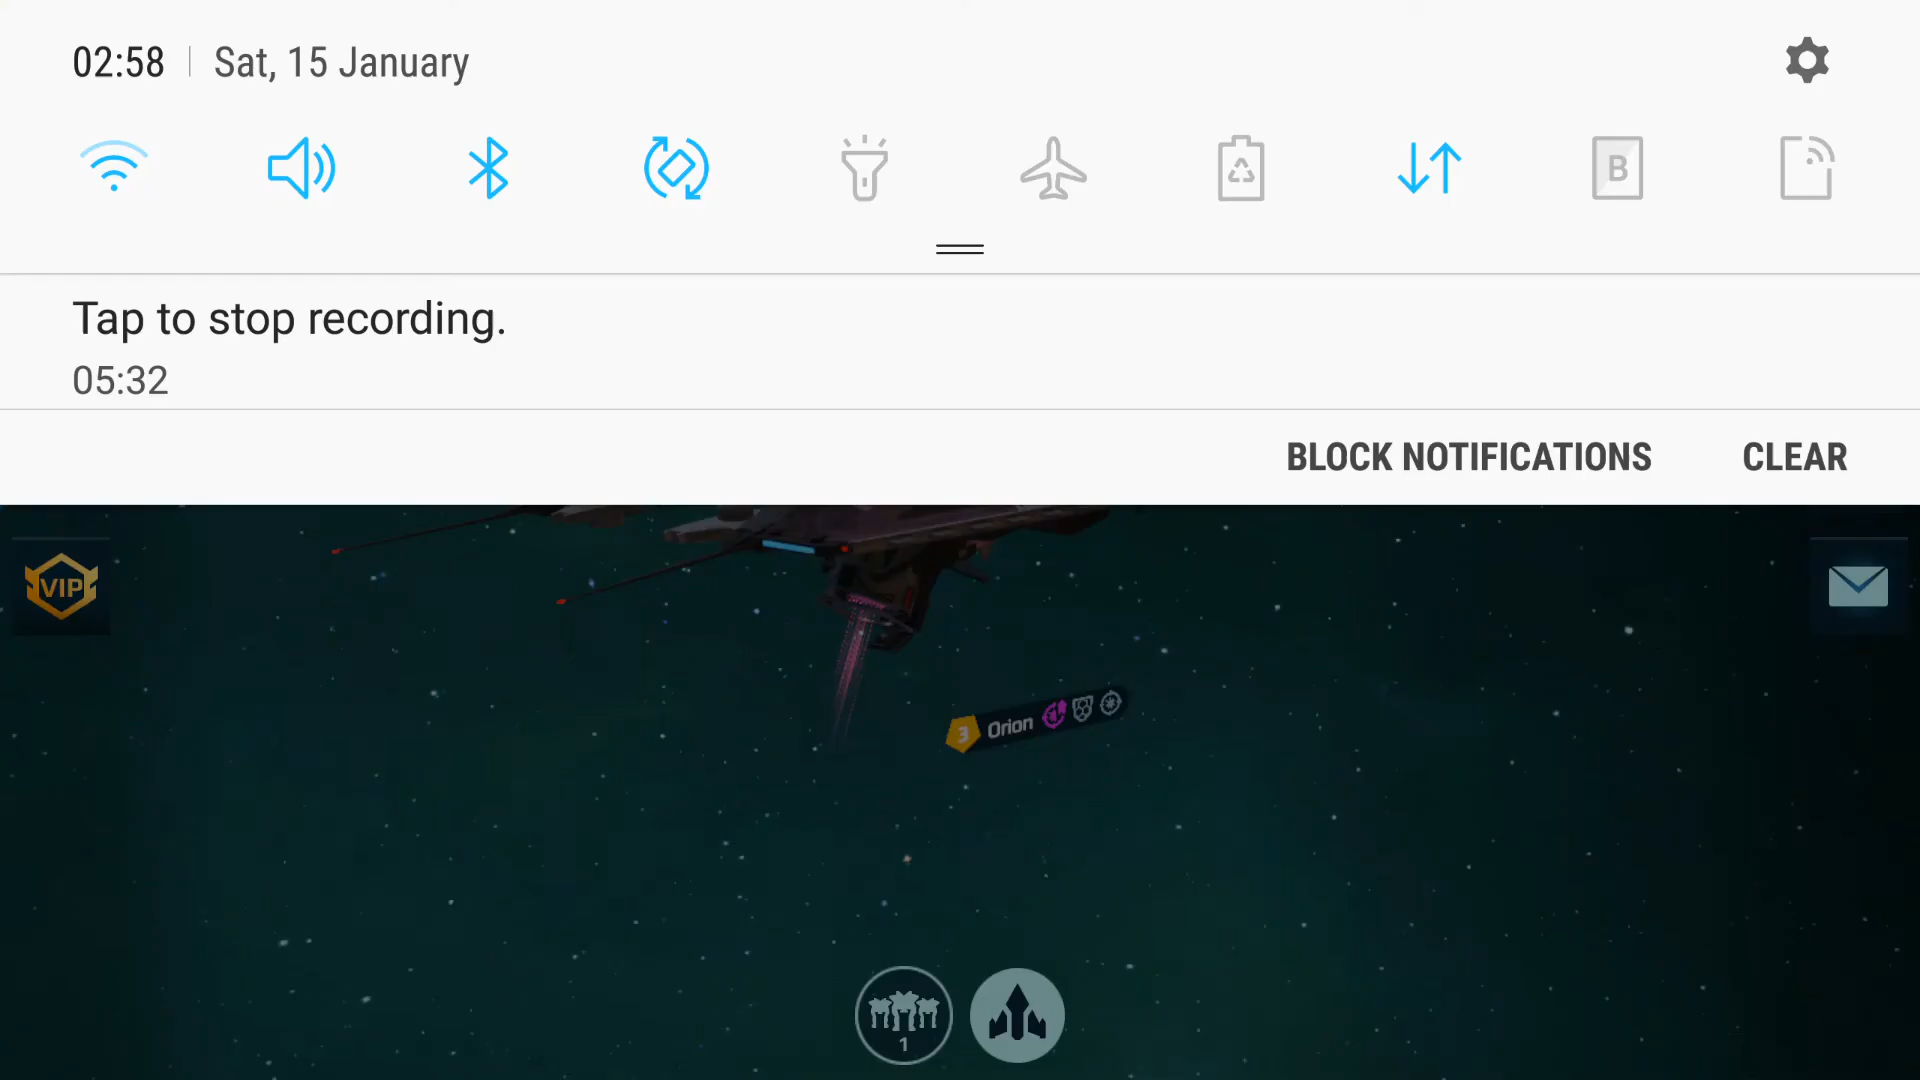 02:58 Sat, 15 January
B
Tap to stop recording.
05:32
BLOCK NOTIFICATIONS CLEAR
VIP
3 Orion
1